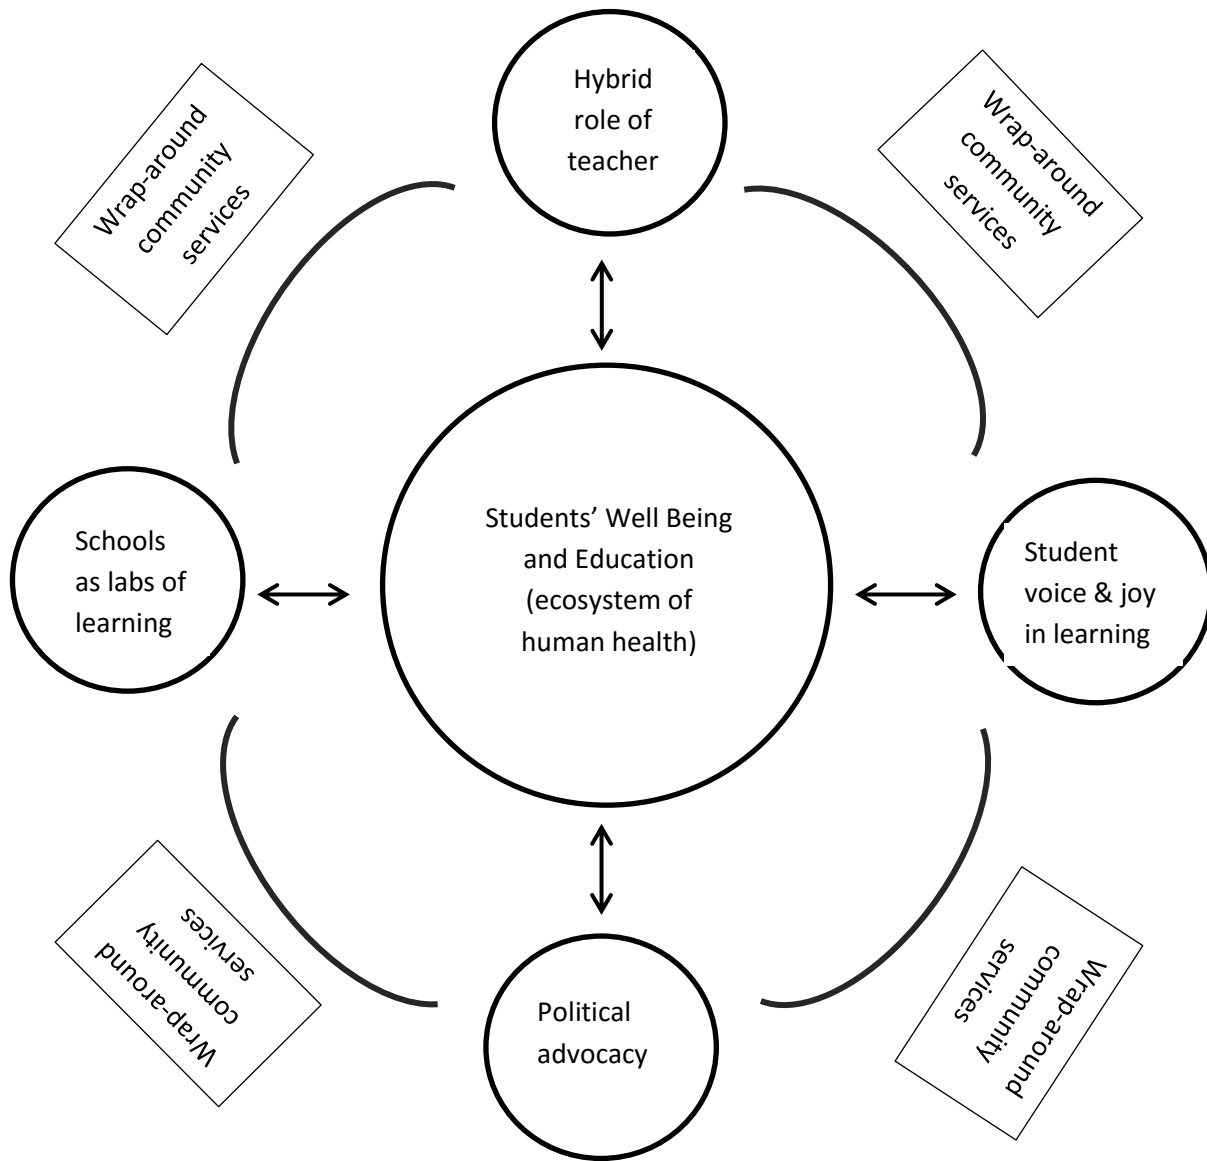 Hybrid
role of
teacher
Wrap-around
community
services
Wrap-around
community
services
Students’ Well Being
and Education
(ecosystem of
human health)
Schools
as labs of
learning
Student
voice & joy
in learning
Wrap-around
community
services
Political
advocacy
Wrap-around
community
services